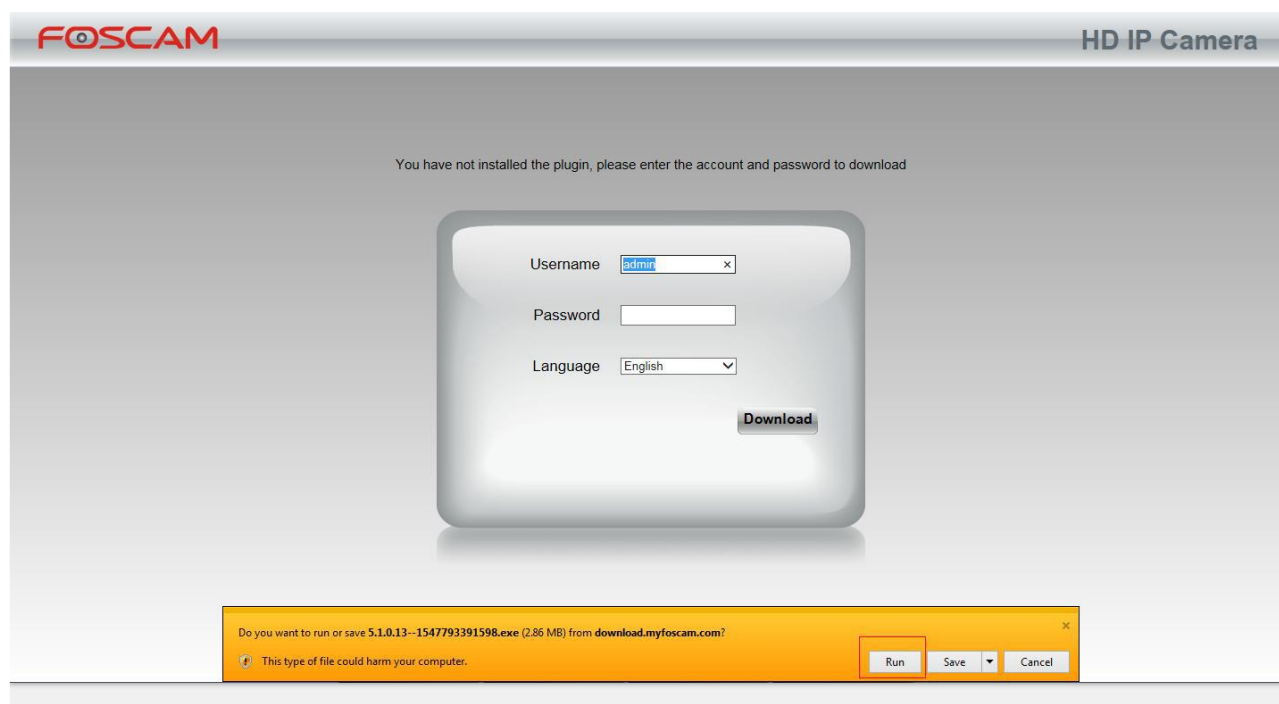 FOSCAM
HD IP Camera
You have not installed the plugin, please enter the account and password to download
Username admin ×
Password
Language English
Download
Do you want to run or save 5.1.0.13--1547793391598.exe (2.86 MB) from download.myfoscam.com? ×
This type of file could harm your computer.
Run Save Cancel